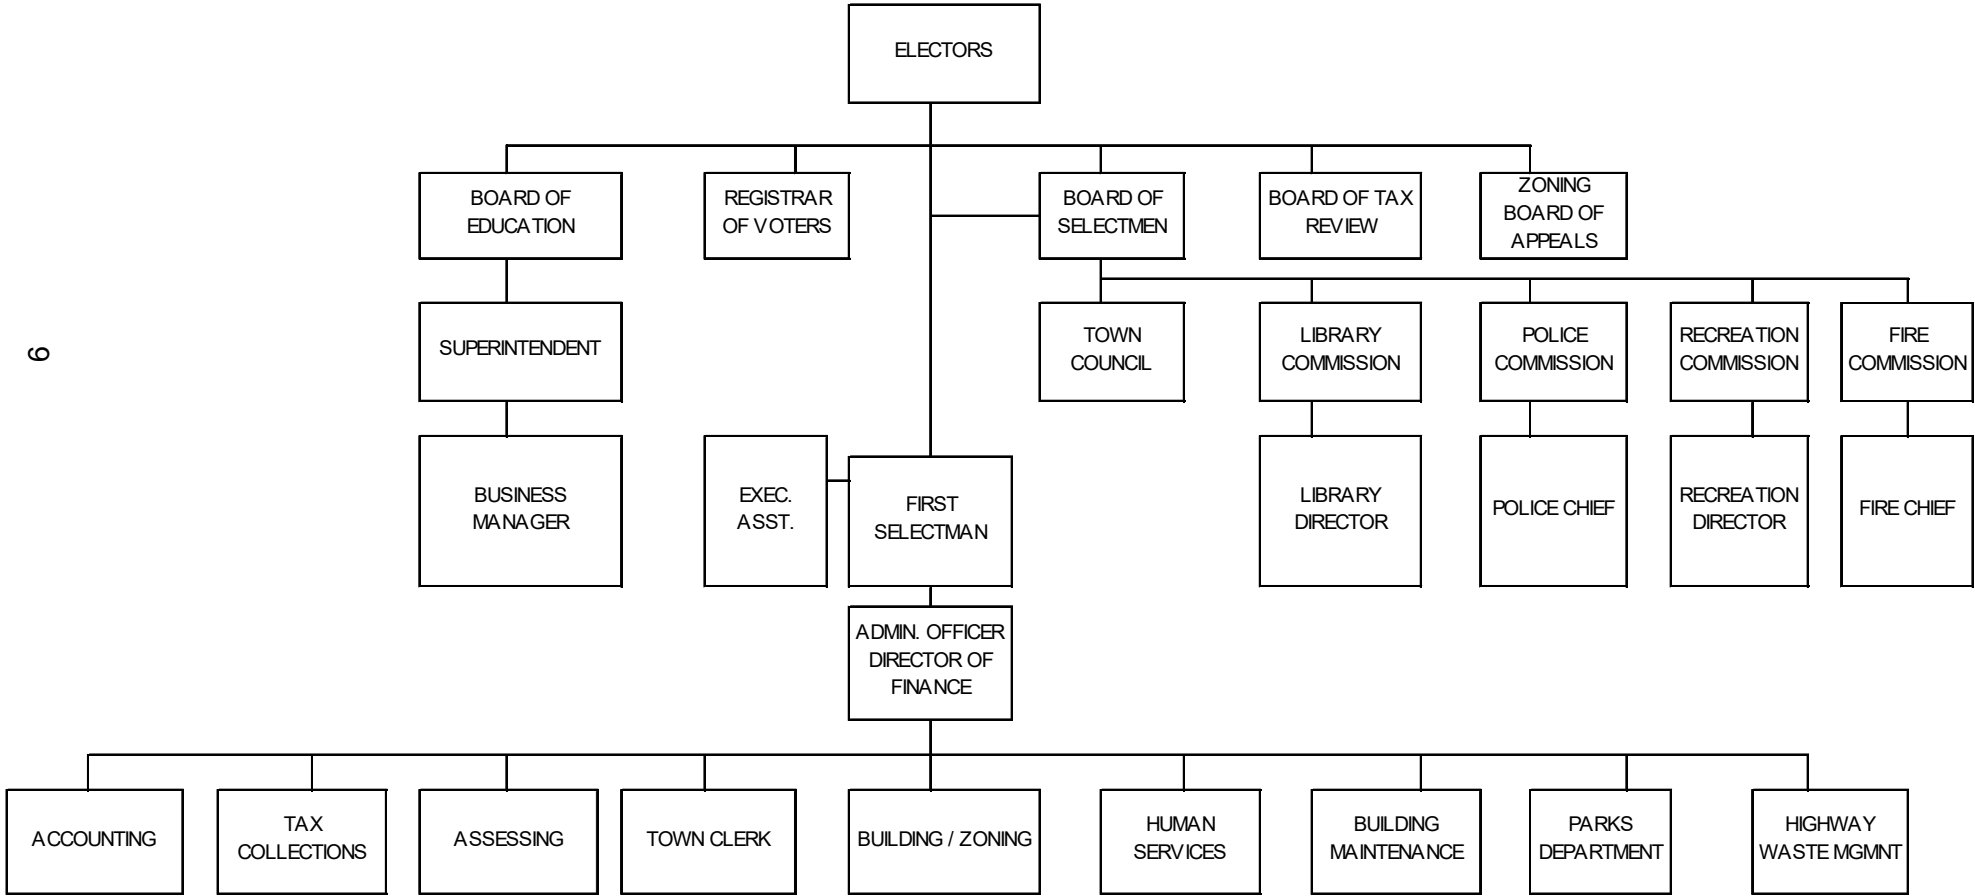 ELECTORS
BOARD OF
EDUCATION
REGISTRAR
OF VOTERS
BOARD OF
SELECTMEN
BOARD OF TAX
REVIEW
ZONING
BOARD OF
APPEALS
SUPERINTENDENT
TOWN
COUNCIL
LIBRARY
COMMISSION
POLICE
COMMISSION
RECREATION
COMMISSION
FIRE
COMMISSION
6
BUSINESS
MANAGER
EXEC.
ASST.
FIRST
SELECTMAN
LIBRARY
DIRECTOR
POLICE CHIEF
RECREATION
DIRECTOR
FIRE CHIEF
ADMIN. OFFICER
DIRECTOR OF
FINANCE
ACCOUNTING
TAX
COLLECTIONS
ASSESSING
TOWN CLERK
BUILDING / ZONING
HUMAN
SERVICES
BUILDING
MAINTENANCE
PARKS
DEPARTMENT
HIGHWAY
WASTE MGMNT